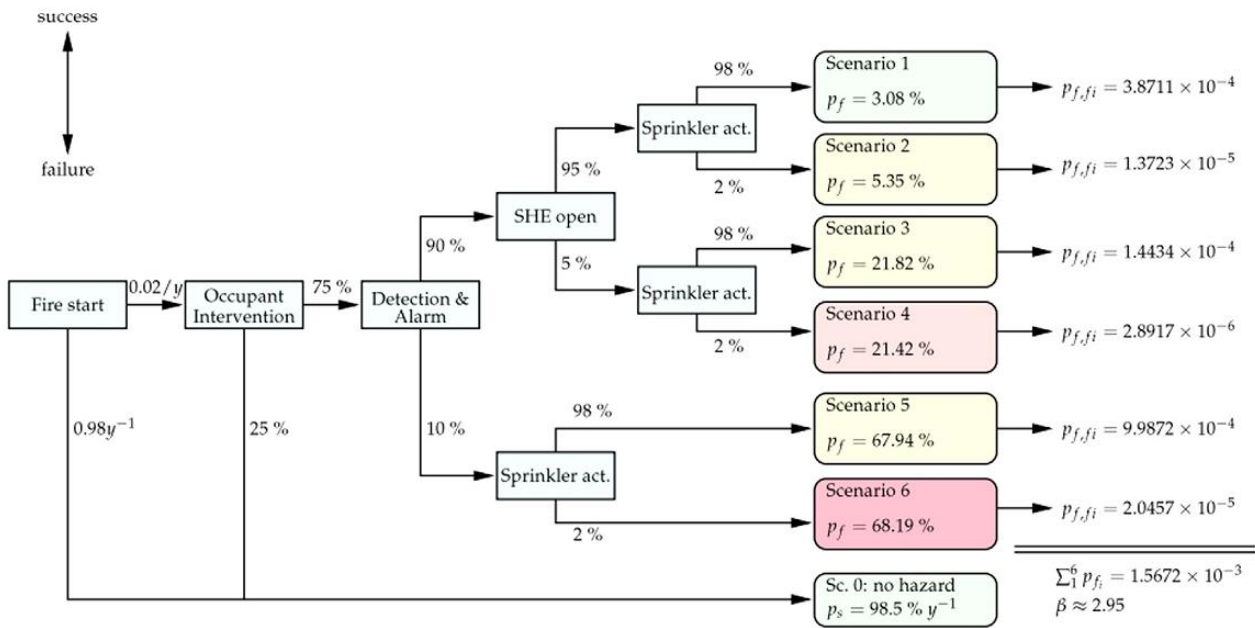 success
failure
Fire start
0.02/y
Occupant
Intervention
75 %
Detection &
Alarm
0.98y⁻¹
25 %
90 %
10 %
SHE open
95 %
5 %
Sprinkler act.
98 %
2 %
Sprinkler act.
98 %
2 %
Sprinkler act.
98 %
2 %
Scenario 1
p_f = 3.08 %
p_{f,fi} = 3.8711 × 10⁻⁴
Scenario 2
p_f = 5.35 %
p_{f,fi} = 1.3723 × 10⁻⁵
Scenario 3
p_f = 21.82 %
p_{f,fi} = 1.4434 × 10⁻⁴
Scenario 4
p_f = 21.42 %
p_{f,fi} = 2.8917 × 10⁻⁶
Scenario 5
p_f = 67.94 %
p_{f,fi} = 9.9872 × 10⁻⁴
Scenario 6
p_f = 68.19 %
p_{f,fi} = 2.0457 × 10⁻⁵
Sc. 0: no hazard
p_s = 98.5 % y⁻¹
∑₁⁶ p_{f_i} = 1.5672 × 10⁻³
β ≈ 2.95